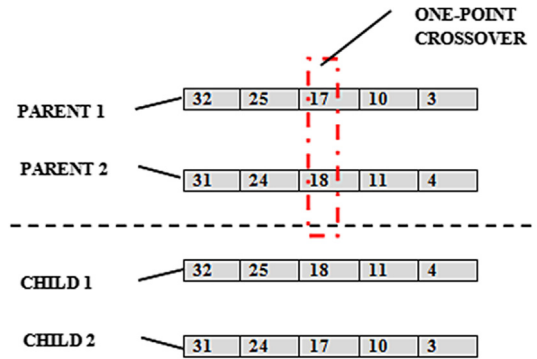 ONE-POINT
CROSSOVER
PARENT 1
32 25 17 10 3
PARENT 2
31 24 18 11 4
CHILD 1
32 25 18 11 4
CHILD 2
31 24 17 10 3